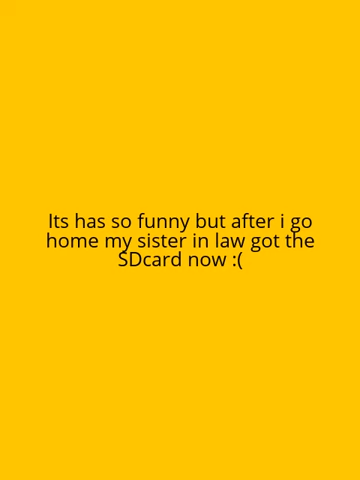 Its has so funny but after i go
home my sister in law got the
SDcard now :(